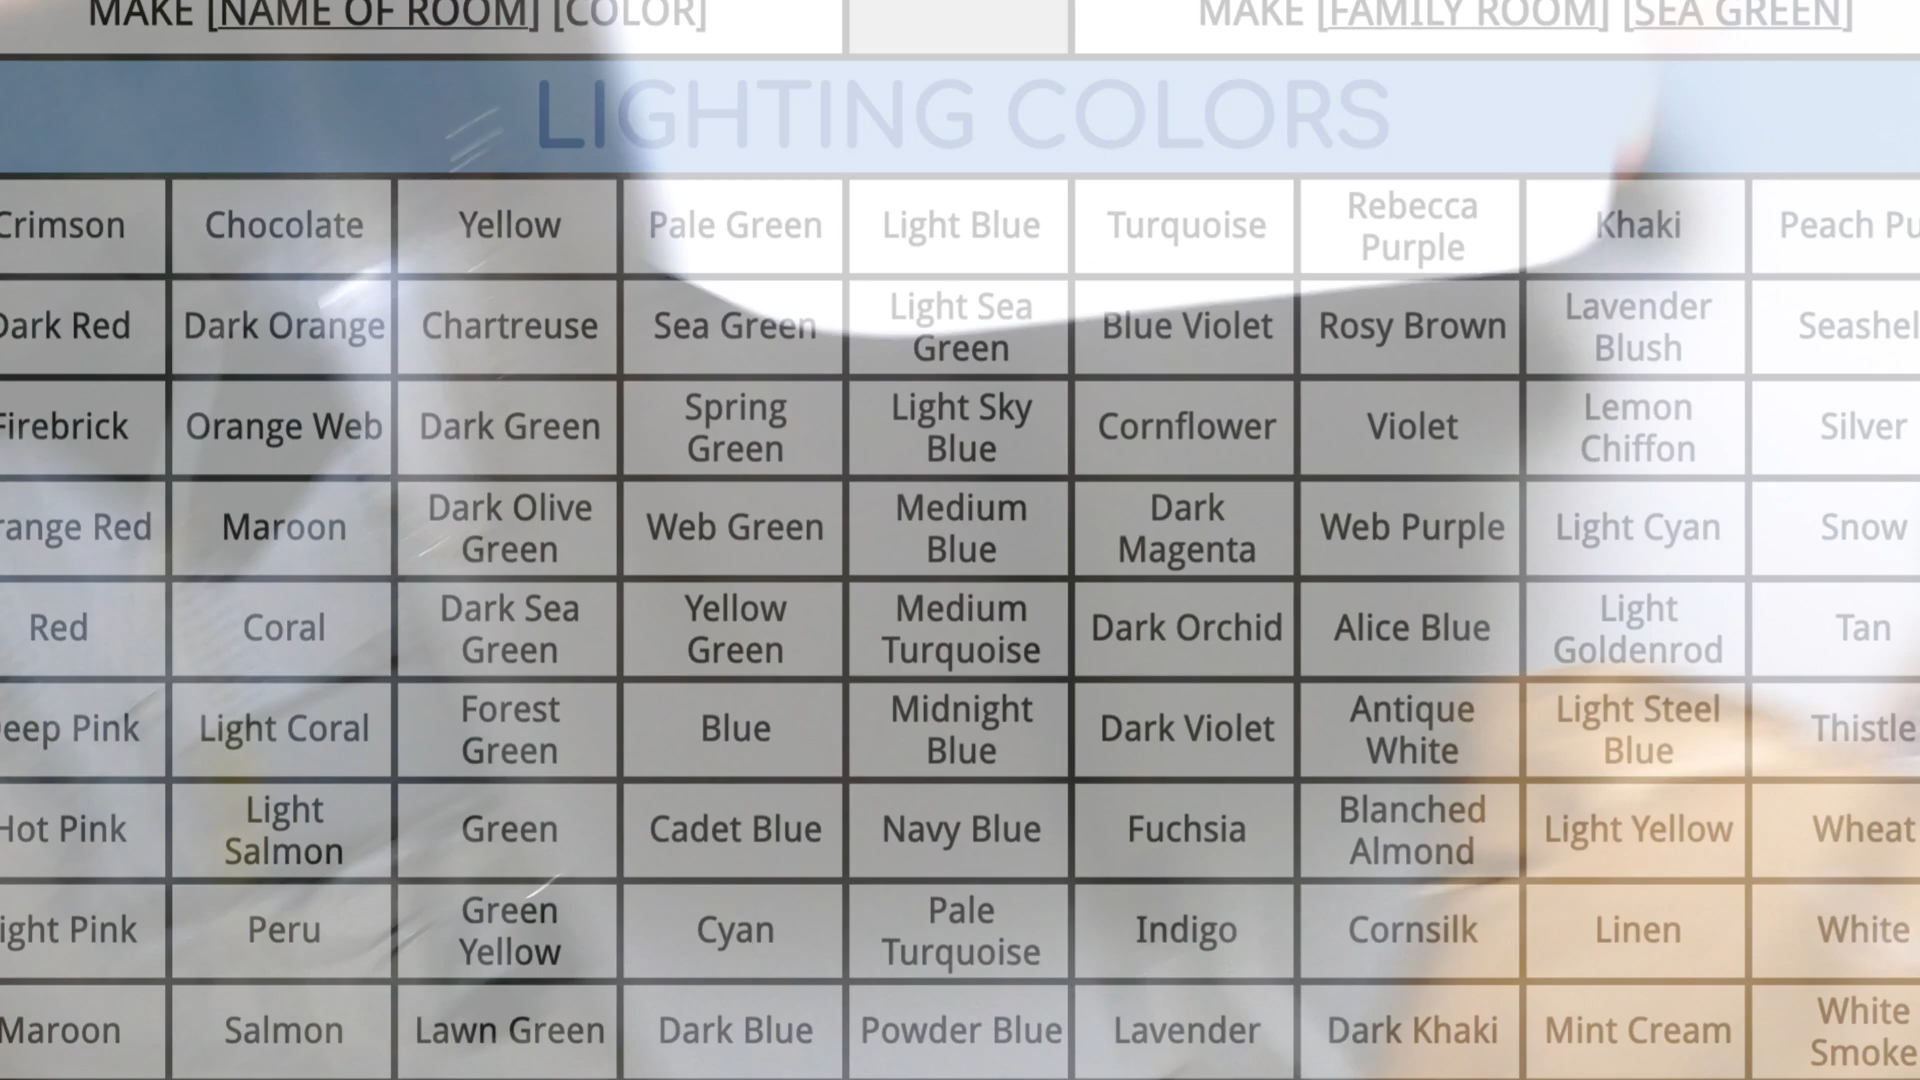 MAKE [NAME OF ROOM] [COLOR]
MAKE [FAMILY ROOM] [SEA GREEN]
LIGHTING COLORS
Crimson
Chocolate
Yellow
Pale Green
Light Blue
Turquoise
Rebecca
Purple
Khaki
Peach Pu
Dark Red
Dark Orange
Chartreuse
Sea Green
Light Sea
Green
Blue Violet
Rosy Brown
Lavender
Blush
Seashel
Firebrick
Orange Web
Dark Green
Spring
Green
Light Sky
Blue
Cornflower
Violet
Lemon
Chiffon
Silver
range Red
Maroon
Dark Olive
Green
Web Green
Medium
Blue
Dark
Magenta
Web Purple
Light Cyan
Snow
Red
Coral
Dark Sea
Green
Yellow
Green
Medium
Turquoise
Dark Orchid
Alice Blue
Light
Goldenrod
Tan
eep Pink
Light Coral
Forest
Green
Blue
Midnight
Blue
Dark Violet
Antique
White
Light Steel
Blue
Thistle
Hot Pink
Light
Salmon
Green
Cadet Blue
Navy Blue
Fuchsia
Blanched
Almond
Light Yellow
Wheat
ight Pink
Peru
Green
Yellow
Cyan
Pale
Turquoise
Indigo
Cornsilk
Linen
White
Maroon
Salmon
Lawn Green
Dark Blue
Powder Blue
Lavender
Dark Khaki
Mint Cream
White
Smoke